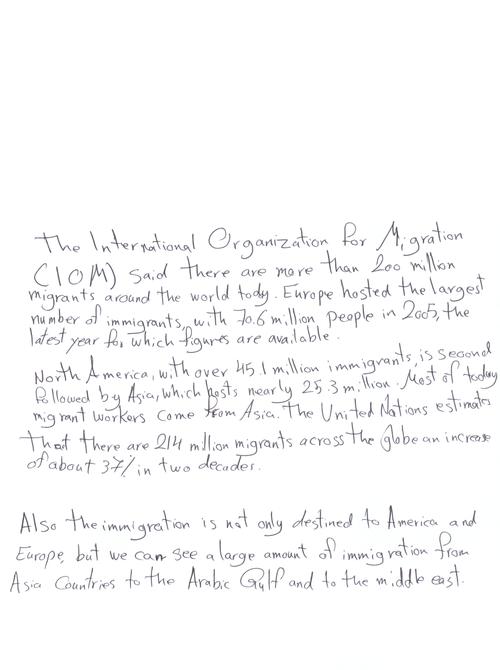 The International Organization for Migration
(IOM) said there are more than 200 million
migrants around the world tody. Europe hosted the largest
number of immigrants, with 70.6 million people in 2005, the
latest year for which figures are available.
North America, with over 45.1 million immigrants, is second
followed by Asia, which hosts nearly 25.3 million. Most of today
migrant workers come from Asia. The United Nations estimates
that there are 214 million migrants across the globe an increase
of about 37% in two decades.
Also the immigration is not only destined to America and
Europe, but we can see a large amount of immigration from
Asia Countries to the Arabic Gulf and to the middle east.